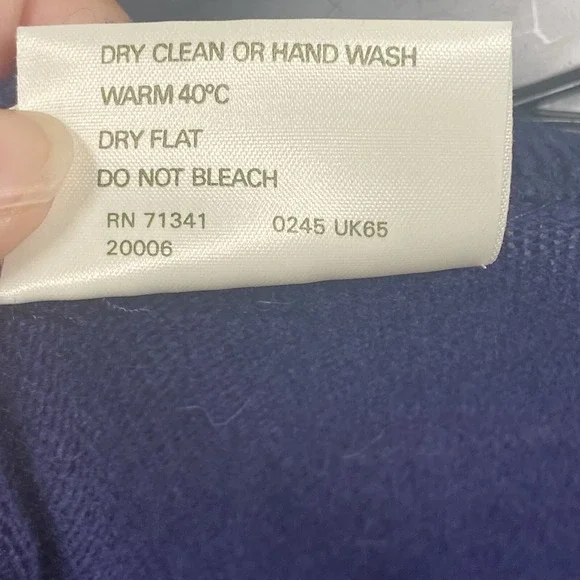 DRY CLEAN OR HAND WASH
WARM 40°C
DRY FLAT
DO NOT BLEACH
RN 71341 0245 UK65
20006